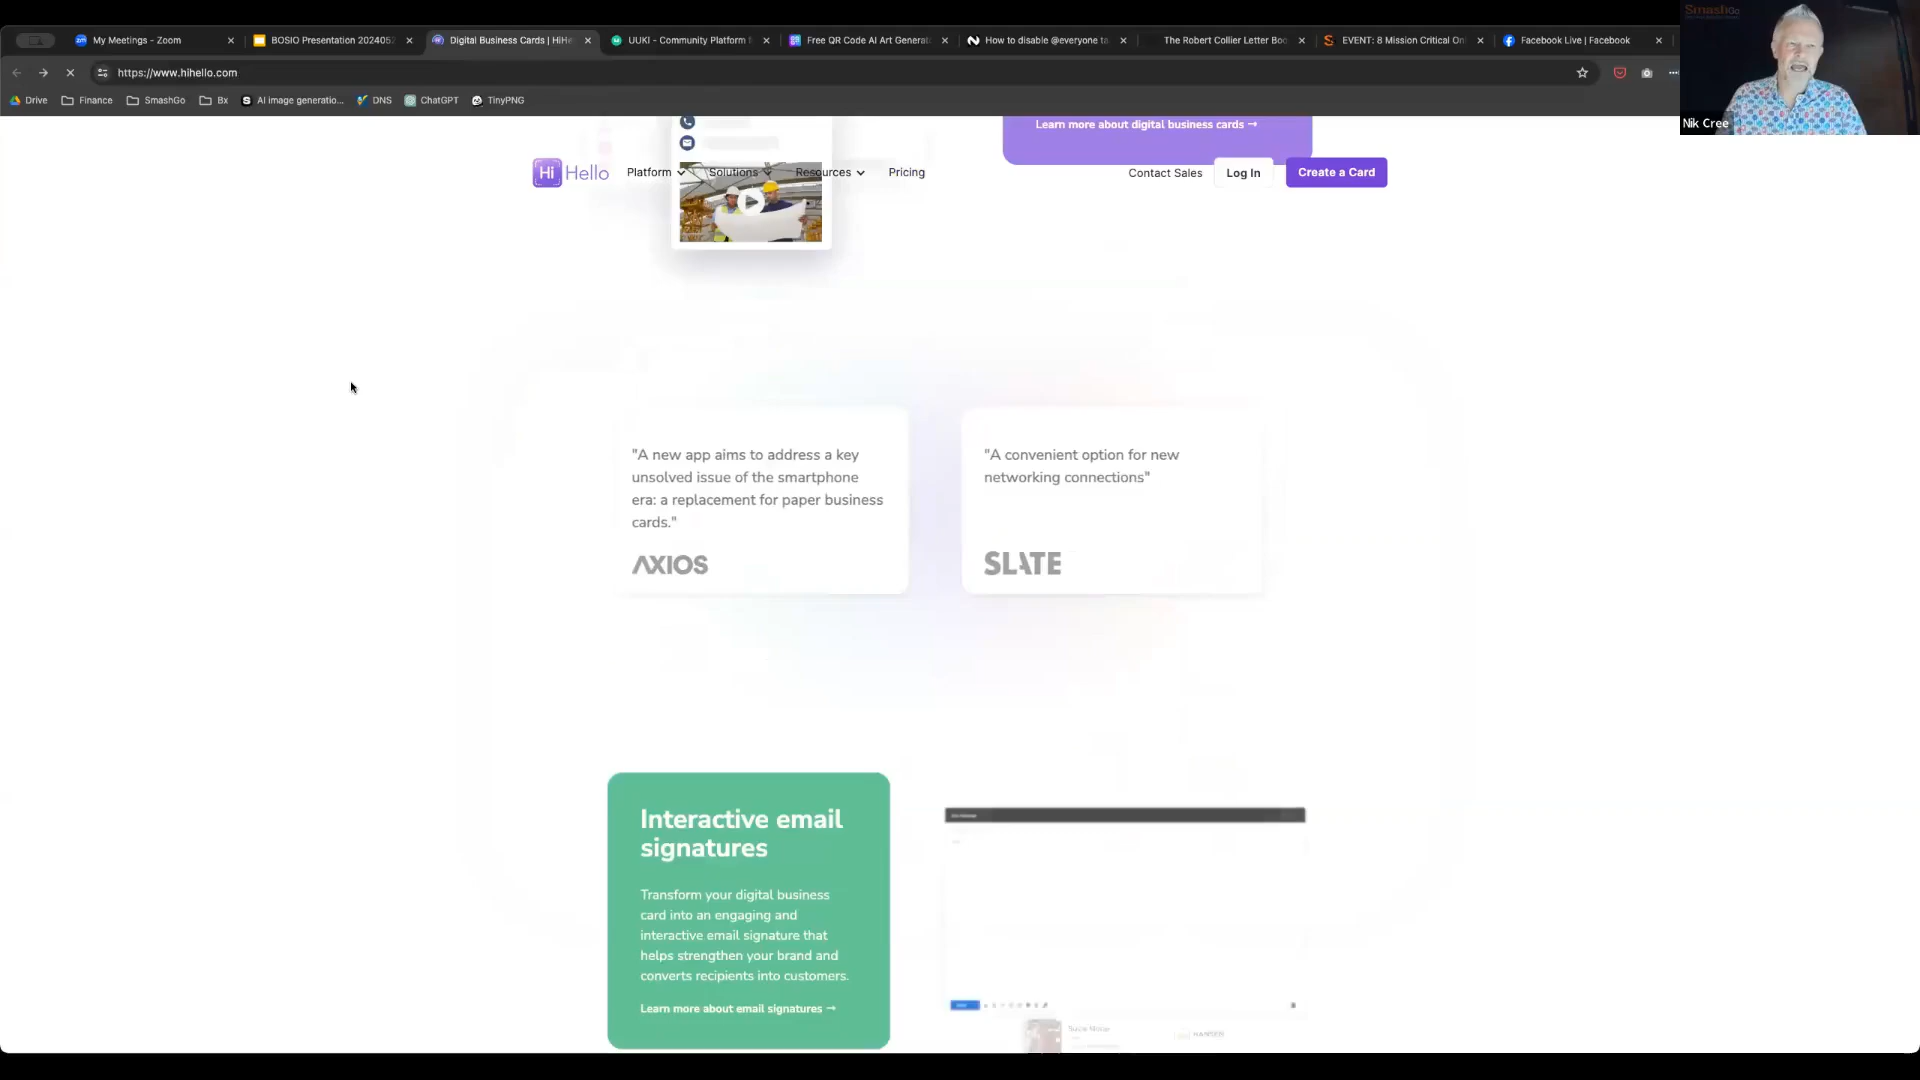 My Meetings - Zoom
BOSIO Presentation 202405
Digital Business Cards | HiHe
UUKI - Community Platform
Free QR Code AI Art Genera
How to disable @everyone ta
The Robert Collier Letter Boo
EVENT: 8 Mission Critical On
Facebook Live | Facebook
https://www.hihello.com
Drive
Finance
SmashGo
Bx
AI image generatio...
DNS
ChatGPT
TinyPNG
SmashGo
Nik Cree
Learn more about digital business cards →
Hi Hello
Platform
Solutions
Resources
Pricing
Contact Sales
Log In
Create a Card
"A new app aims to address a key
unsolved issue of the smartphone
era: a replacement for paper business
cards."
AXIOS
"A convenient option for new
networking connections"
SLATE
Interactive email
signatures
Transform your digital business
card into an engaging and
interactive email signature that
helps strengthen your brand and
converts recipients into customers.
Learn more about email signatures →